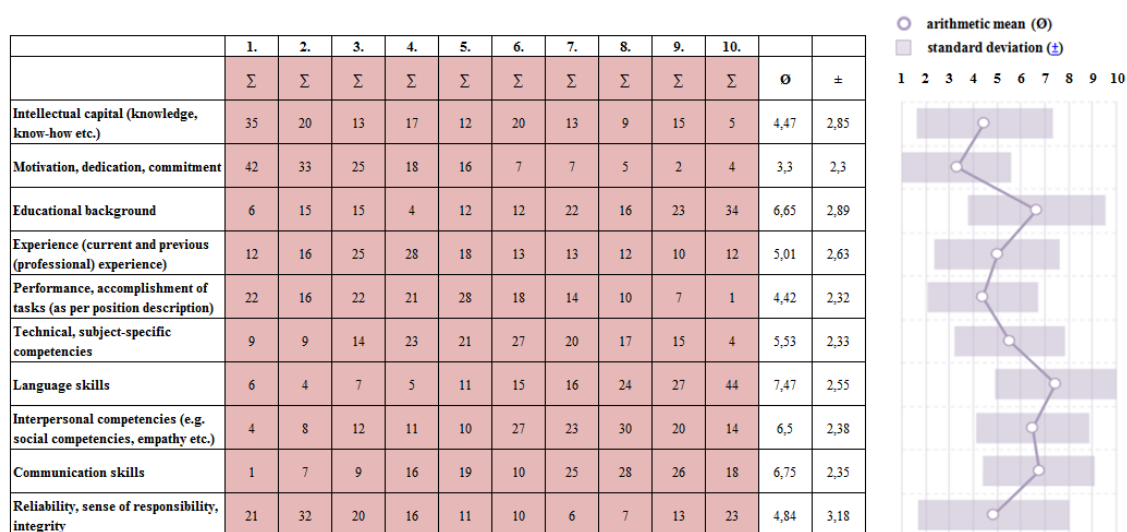 arithmetic mean (Ø)
standard deviation (±)
1 2 3 4 5 6 7 8 9 10
1. 2. 3. 4. 5. 6. 7. 8. 9. 10.
Σ Σ Σ Σ Σ Σ Σ Σ Σ Σ Ø ±
Intellectual capital (knowledge,
know-how etc.) 35 20 13 17 12 20 13 9 15 5 4,47 2,85
Motivation, dedication, commitment 42 33 25 18 16 7 7 5 2 4 3,3 2,3
Educational background 6 15 15 4 12 12 22 16 23 34 6,65 2,89
Experience (current and previous
(professional) experience) 12 16 25 28 18 13 13 12 10 12 5,01 2,63
Performance, accomplishment of
tasks (as per position description) 22 16 22 21 28 18 14 10 7 1 4,42 2,32
Technical, subject-specific
competencies 9 9 14 23 21 27 20 17 15 4 5,53 2,33
Language skills 6 4 7 5 11 15 16 24 27 44 7,47 2,55
Interpersonal competencies (e.g.
social competencies, empathy etc.) 4 8 12 11 10 27 23 30 20 14 6,5 2,38
Communication skills 1 7 9 16 19 10 25 28 26 18 6,75 2,35
Reliability, sense of responsibility,
integrity 21 32 20 16 11 10 6 7 13 23 4,84 3,18